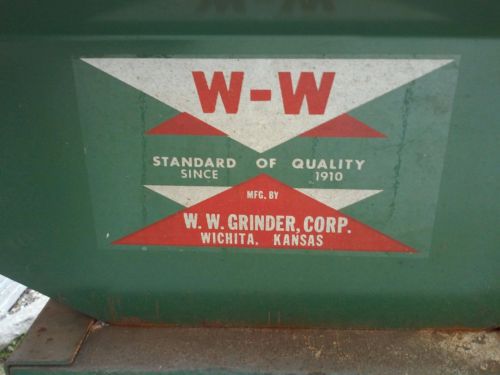 W-W
STANDARD OF QUALITY
SINCE 1910
MFG. BY
W. W. GRINDER, CORP.
WICHITA, KANSAS